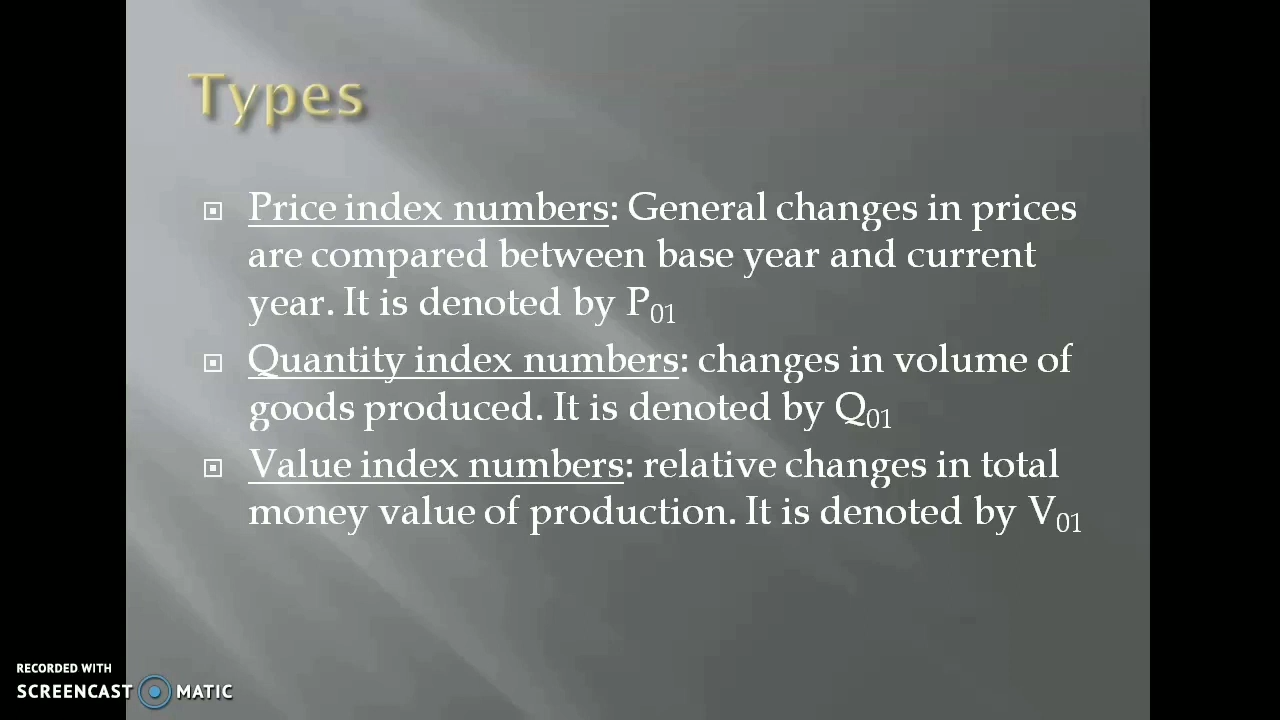 Types
Price index numbers: General changes in prices
are compared between base year and current
year. It is denoted by P₀₁
Quantity index numbers: changes in volume of
goods produced. It is denoted by Q₀₁
Value index numbers: relative changes in total
money value of production. It is denoted by V₀₁
RECORDED WITH
SCREENCAST MATIC